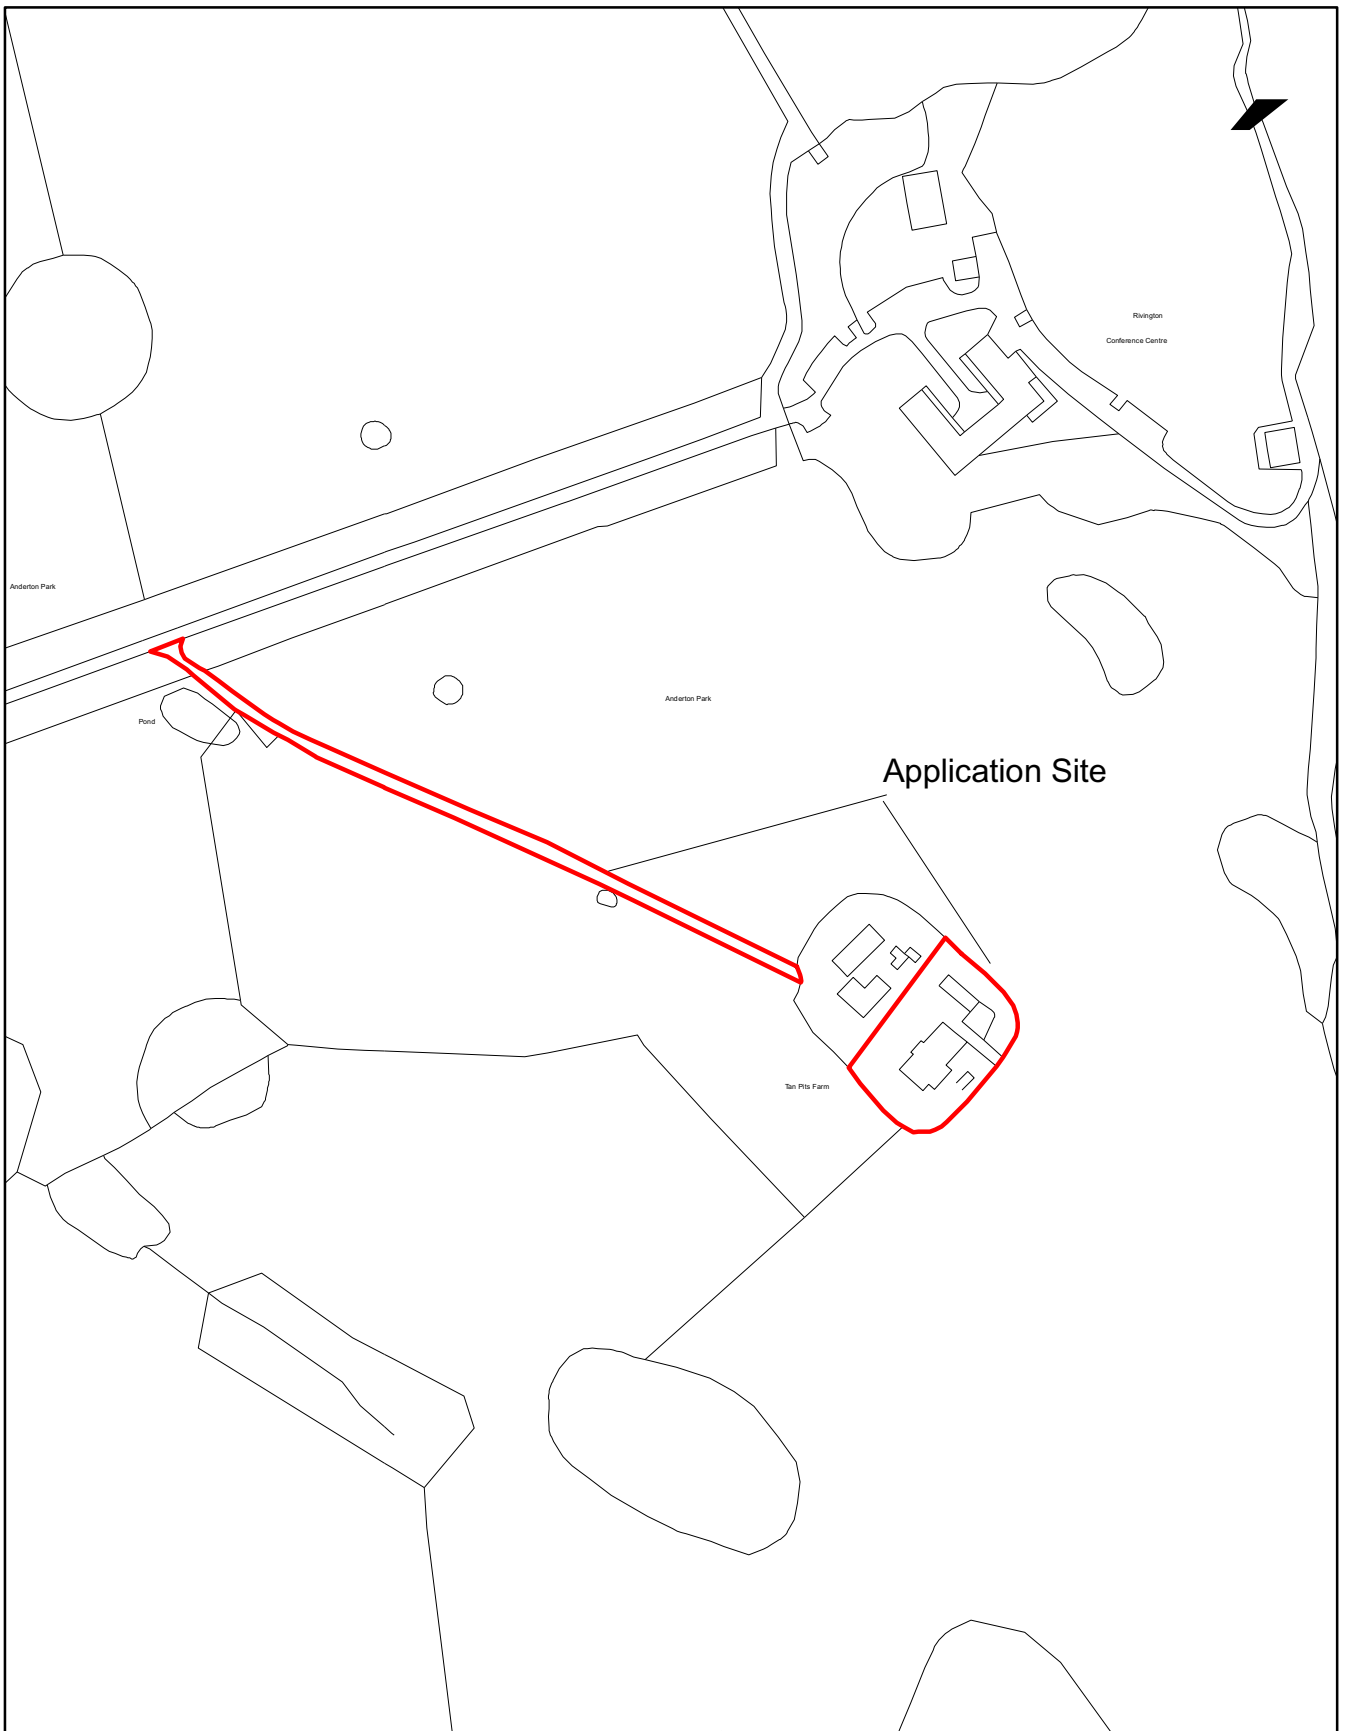 Rivington
Conference Centre
Anderton Park
Anderton Park
Pond
Application Site
Tan Pits Farm